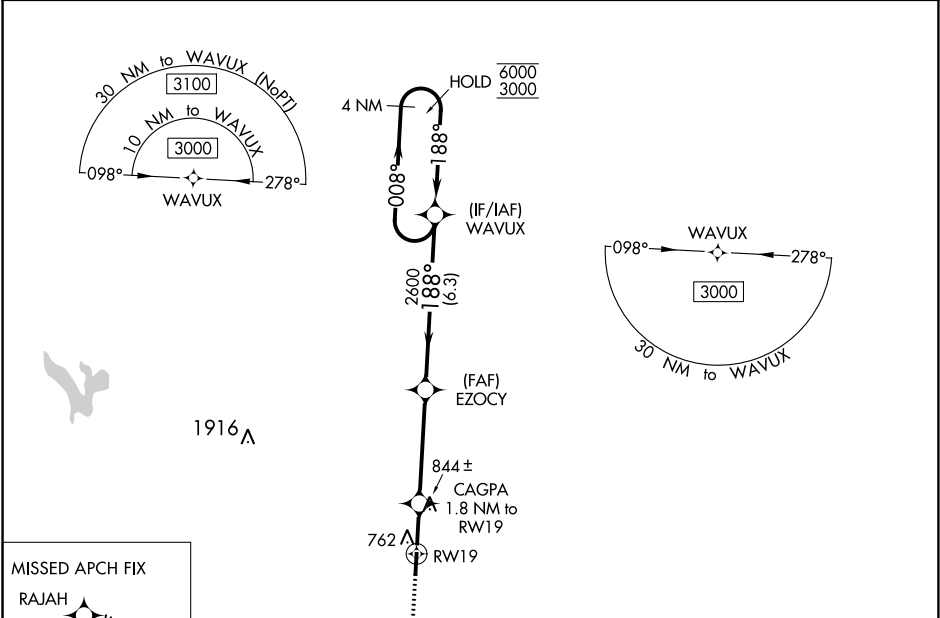 30 NM to WAVUX (NoPT)
3100
10 NM to WAVUX
3000
098°
278°
WAVUX
HOLD 6000
3000
4 NM
188°
008°
(IF/IAF)
WAVUX
2600
188°
(6.3)
WAVUX
098°
278°
3000
30 NM to WAVUX
(FAF)
EZOCY
1916
844±
CAGPA
1.8 NM to
RW19
762
RW19
MISSED APCH FIX
RAJAH